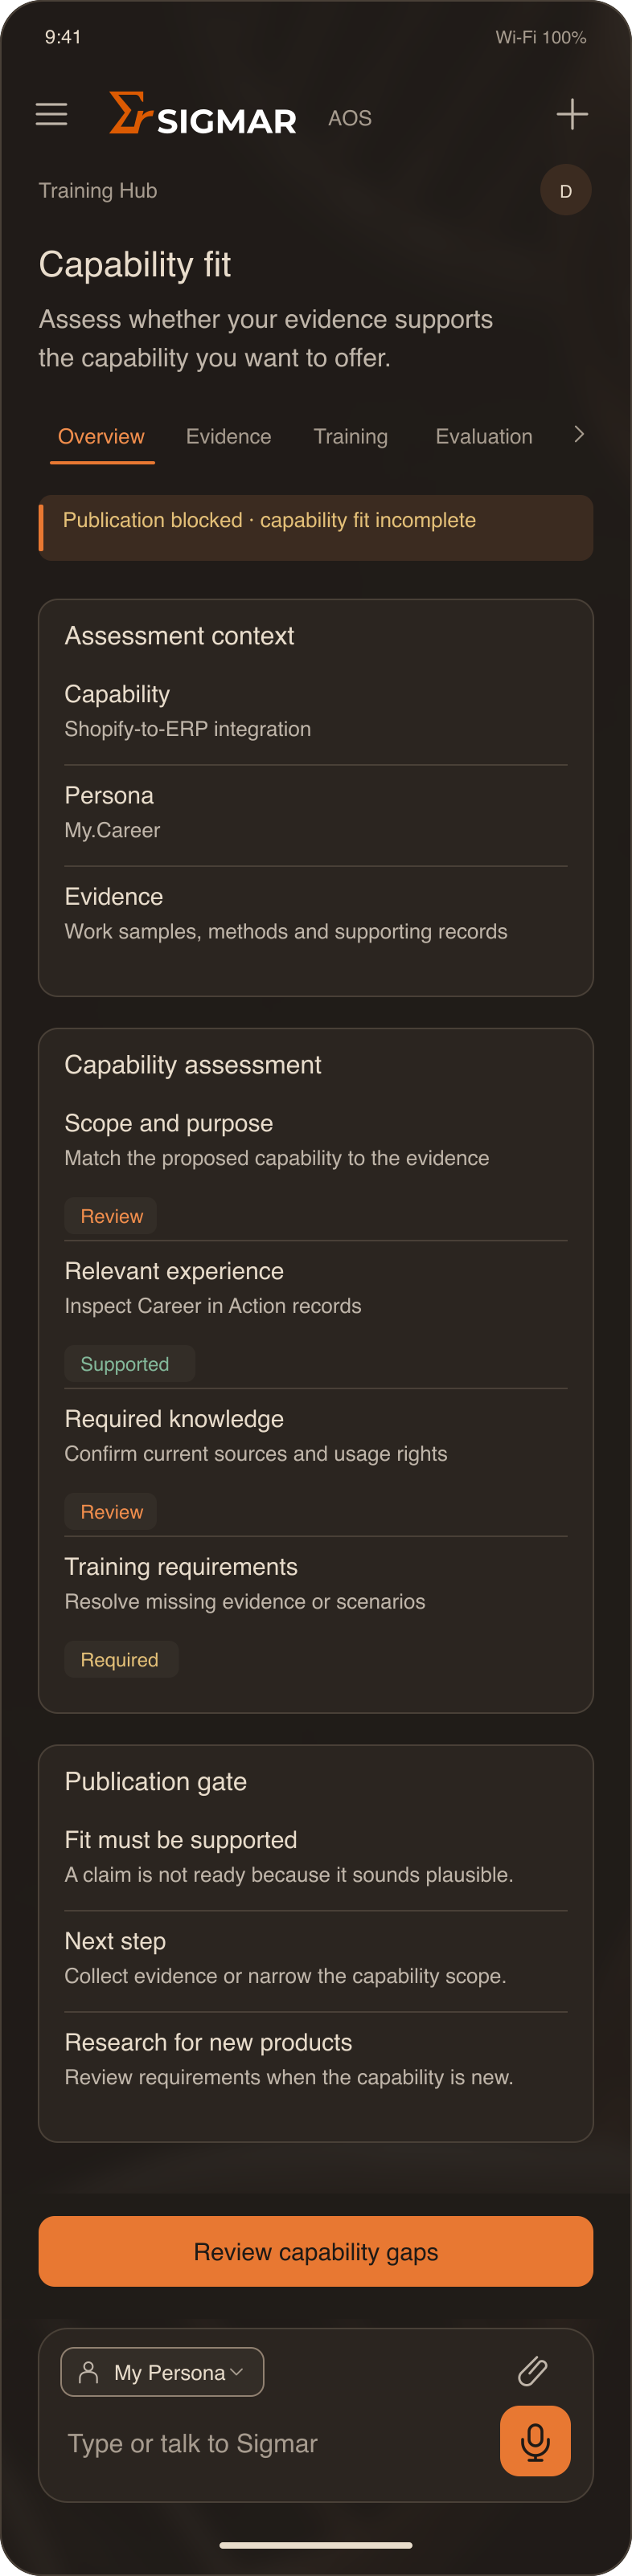 9:41
Wi-Fi 100%
Σr SIGMAR
AOS
Training Hub
D
Capability fit
Assess whether your evidence supports
the capability you want to offer.
Overview Evidence Training Evaluation
Publication blocked · capability fit incomplete
Assessment context
Capability
Shopify-to-ERP integration
Persona
My.Career
Evidence
Work samples, methods and supporting records
Capability assessment
Scope and purpose
Match the proposed capability to the evidence
Review
Relevant experience
Inspect Career in Action records
Supported
Required knowledge
Confirm current sources and usage rights
Review
Training requirements
Resolve missing evidence or scenarios
Required
Publication gate
Fit must be supported
A claim is not ready because it sounds plausible.
Next step
Collect evidence or narrow the capability scope.
Research for new products
Review requirements when the capability is new.
Review capability gaps
My Persona
Type or talk to Sigmar